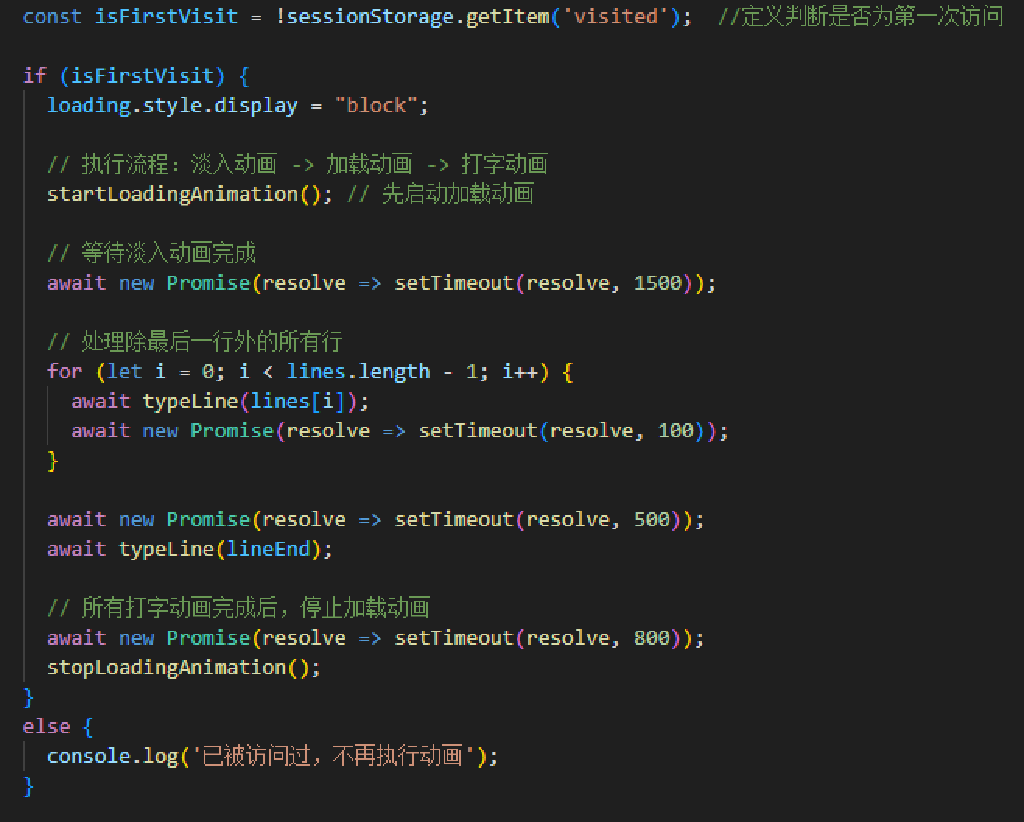 const isFirstVisit = !sessionStorage.getItem('visited');  //定义判断是否为第一次访问
if (isFirstVisit) {
  loading.style.display = "block";
  // 执行流程：淡入动画 -> 加载动画 -> 打字动画
  startLoadingAnimation(); // 先启动加载动画
  // 等待淡入动画完成
  await new Promise(resolve => setTimeout(resolve, 1500));
  // 处理除最后一行外的所有行
  for (let i = 0; i < lines.length - 1; i++) {
    await typeLine(lines[i]);
    await new Promise(resolve => setTimeout(resolve, 100));
  }
  await new Promise(resolve => setTimeout(resolve, 500));
  await typeLine(lineEnd);
  // 所有打字动画完成后，停止加载动画
  await new Promise(resolve => setTimeout(resolve, 800));
  stopLoadingAnimation();
}
else {
  console.log('已被访问过，不再执行动画');
}